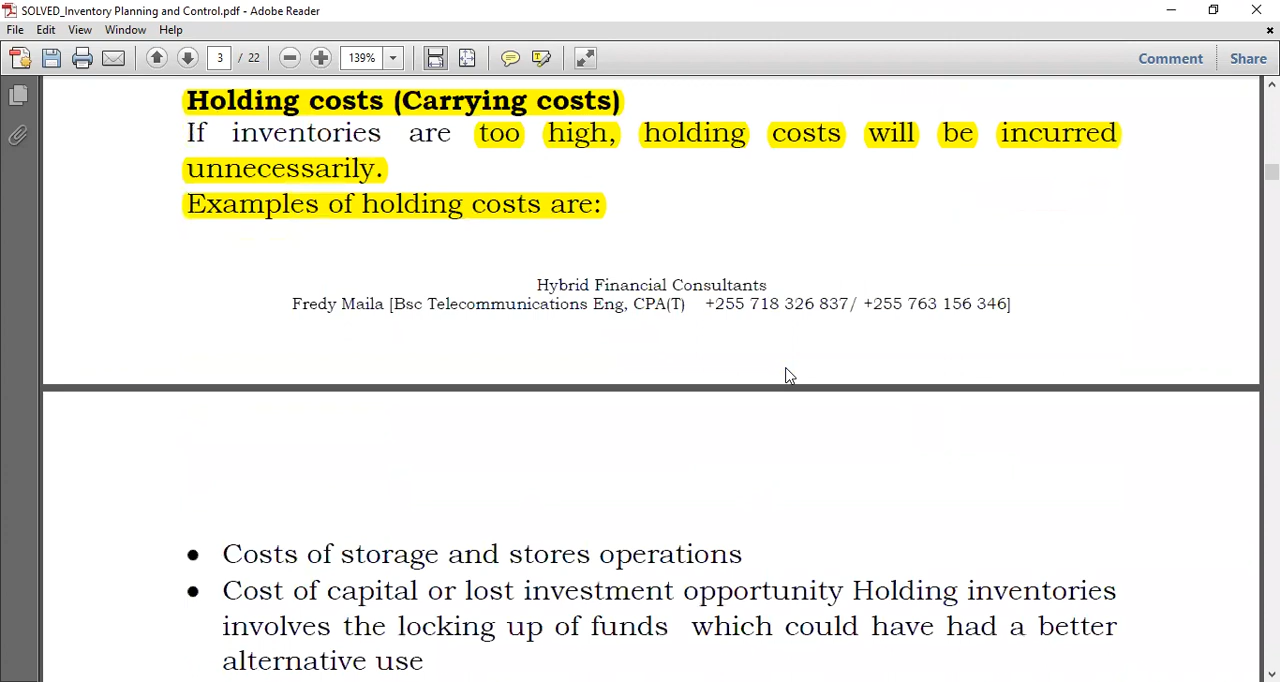 SOLVED_Inventory Planning and Control.pdf - Adobe Reader
File Edit View Window Help
3 / 22 139% Comment Share
Holding costs (Carrying costs)
If inventories are too high, holding costs will be incurred
unnecessarily.
Examples of holding costs are:
Hybrid Financial Consultants
Fredy Maila [Bsc Telecommunications Eng, CPA(T) +255 718 326 837/ +255 763 156 346]
• Costs of storage and stores operations
• Cost of capital or lost investment opportunity Holding inventories
involves the locking up of funds which could have had a better
alternative use